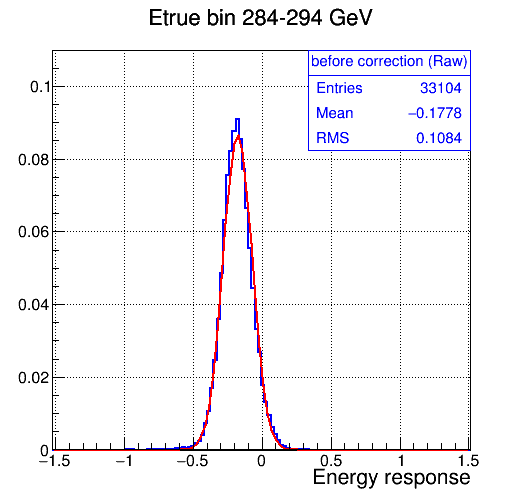 Etrue bin 284-294 GeV
before correction (Raw)
Entries 33104
Mean −0.1778
RMS 0.1084
0.1
0.08
0.06
0.04
0.02
0
−1.5 −1 −0.5 0 0.5 1 1.5
Energy response